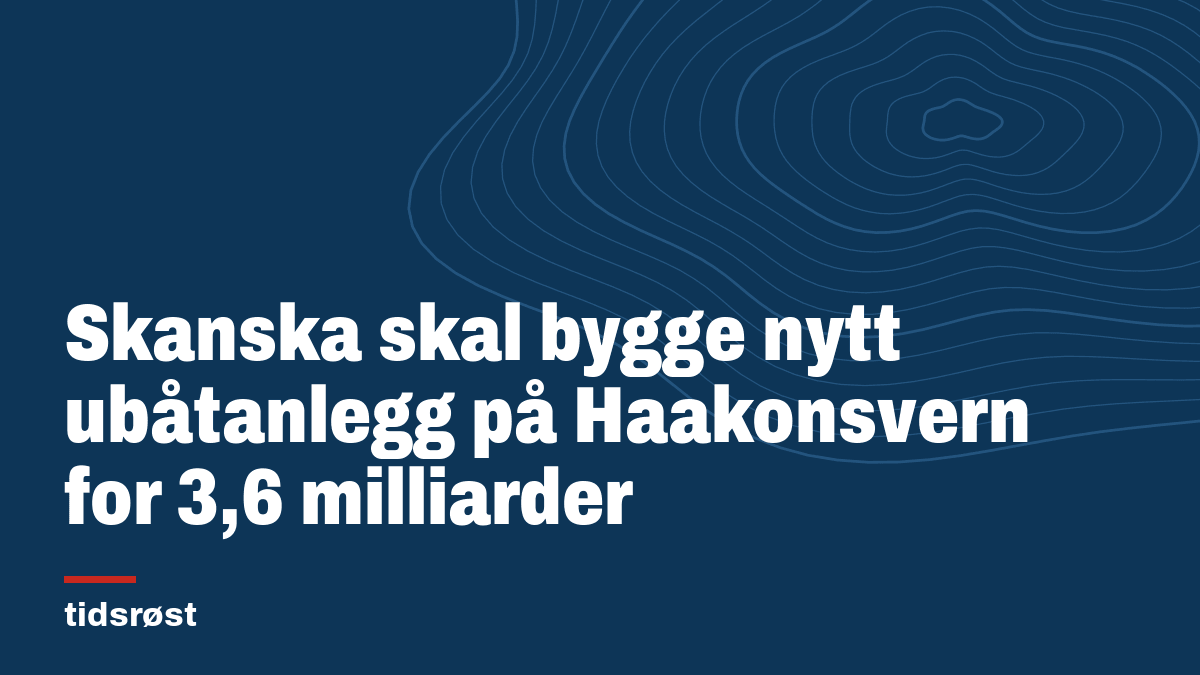 Skanska skal bygge nytt
ubåtanlegg på Haakonsvern
for 3,6 milliarder
tidsrøst